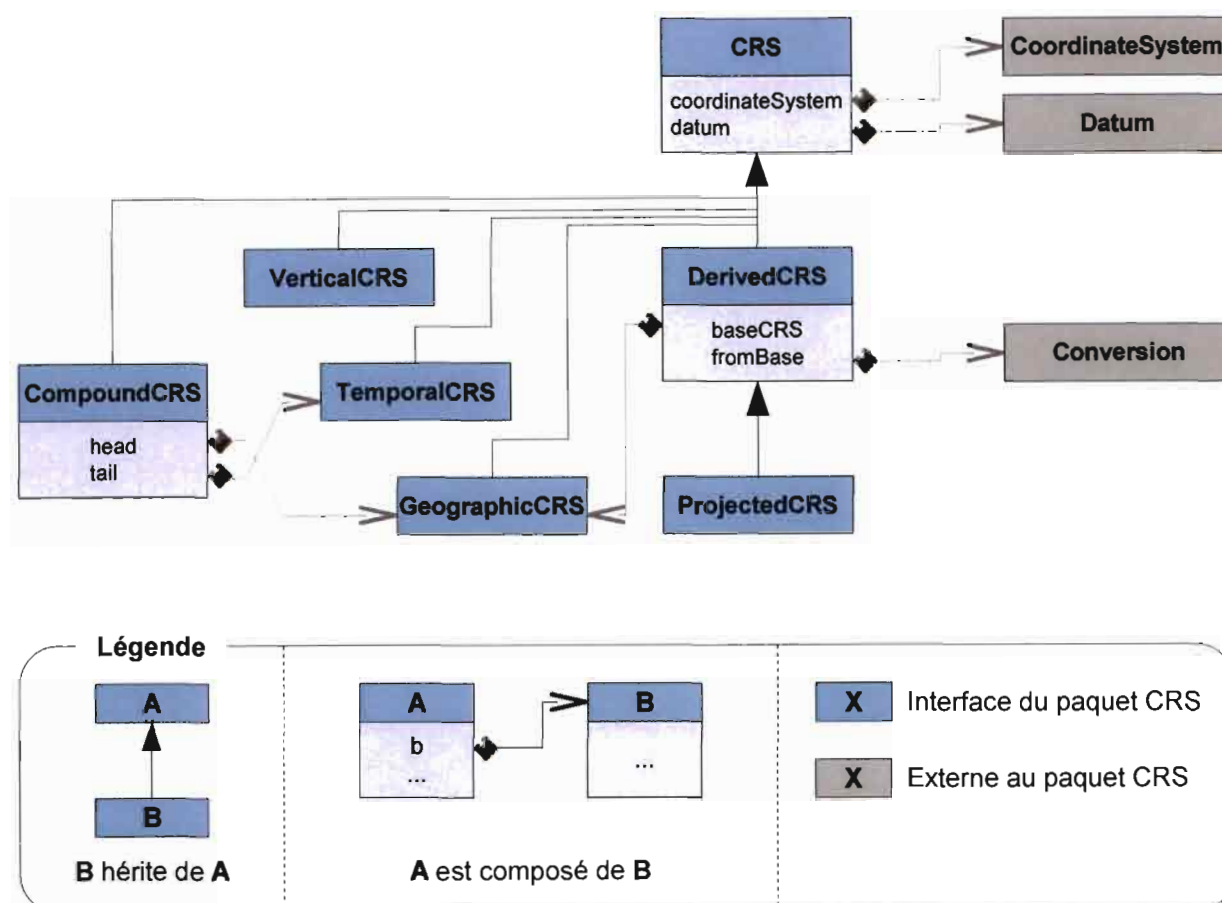 CRS
coordinateSystem
datum
CoordinateSystem
Datum
VerticalCRS
DerivedCRS
baseCRS
fromBase
Conversion
CompoundCRS
head
tail
TemporalCRS
GeographicCRS
ProjectedCRS
Légende
A
B
B hérite de A
A
b
...
B
...
A est composé de B
X Interface du paquet CRS
X Externe au paquet CRS